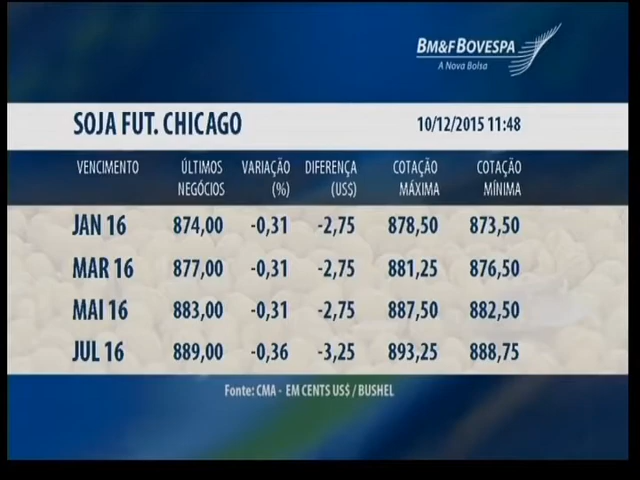 BM&FBOVESPA
A Nova Bolsa
SOJA FUT. CHICAGO 10/12/2015 11:48
VENCIMENTO ÚLTIMOS NEGÓCIOS VARIAÇÃO (%) DIFERENÇA (US$) COTAÇÃO MÁXIMA COTAÇÃO MÍNIMA
JAN 16 874,00 -0,31 -2,75 878,50 873,50
MAR 16 877,00 -0,31 -2,75 881,25 876,50
MAI 16 883,00 -0,31 -2,75 887,50 882,50
JUL 16 889,00 -0,36 -3,25 893,25 888,75
Fonte: CMA - EM CENTS US$ / BUSHEL